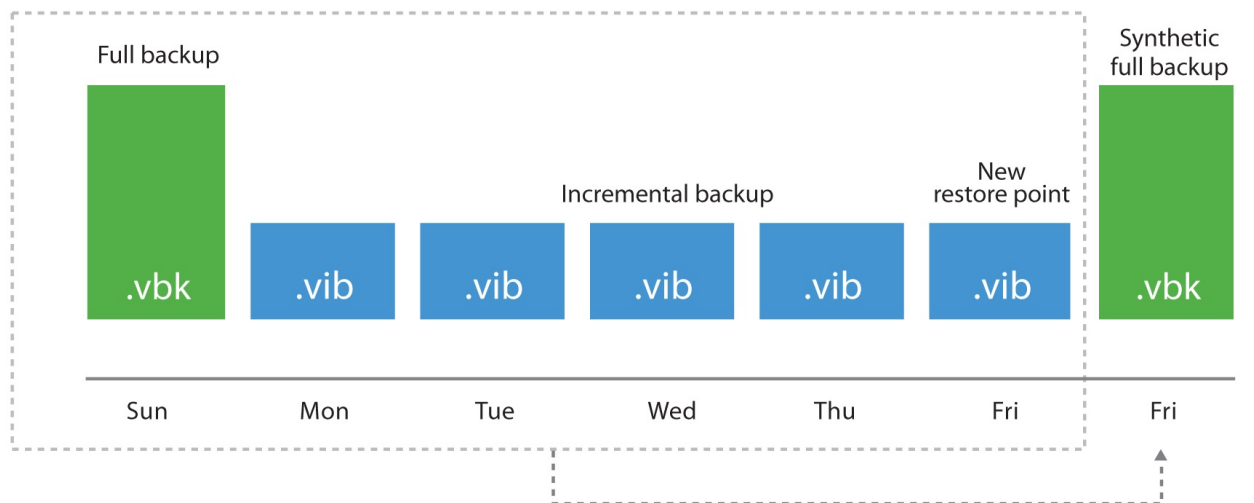 Full backup
Synthetic
full backup
Incremental backup
New
restore point
.vbk
.vib
.vib
.vib
.vib
.vib
.vbk
Sun
Mon
Tue
Wed
Thu
Fri
Fri